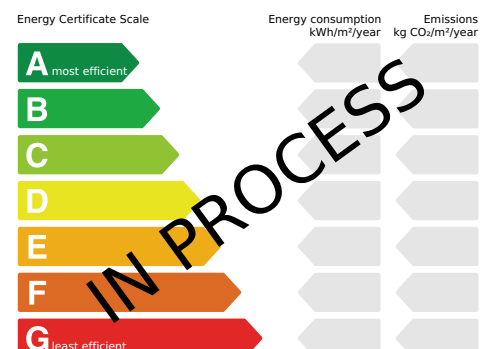 Energy Certificate Scale
Energy consumption
kWh/m²/year
Emissions
kg CO₂/m²/year
A most efficient
B
C
D
E
F
G least efficient
IN PROCESS